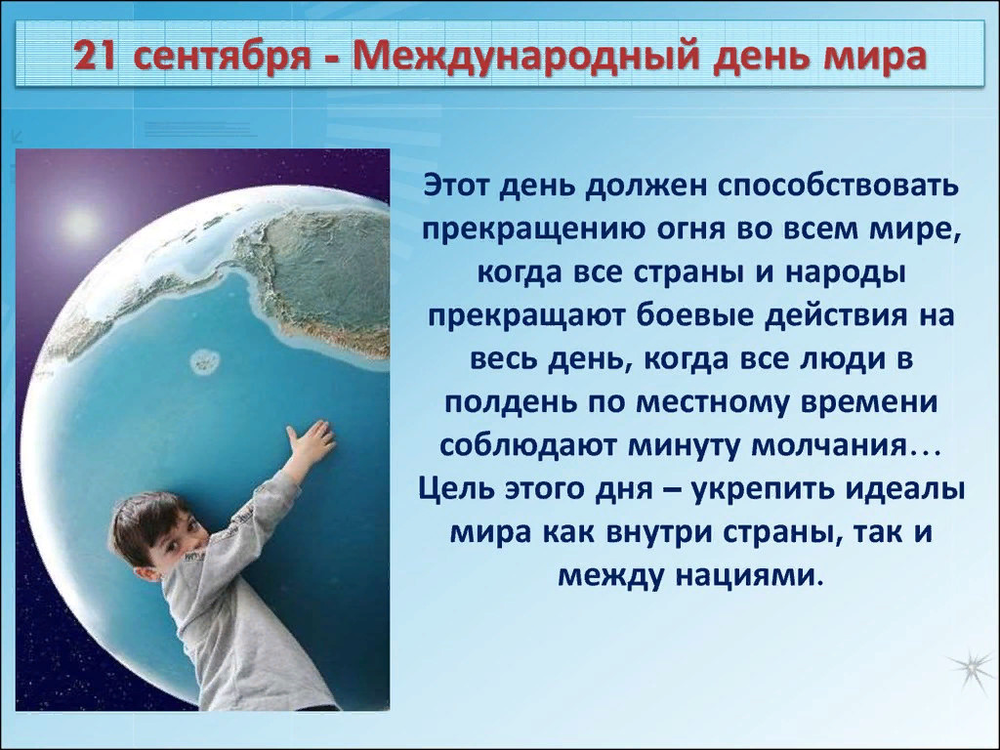 21 сентября - Международный день мира
Этот день должен способствовать
прекращению огня во всем мире,
когда все страны и народы
прекращают боевые действия на
весь день, когда все люди в
полдень по местному времени
соблюдают минуту молчания…
Цель этого дня – укрепить идеалы
мира как внутри страны, так и
между нациями.